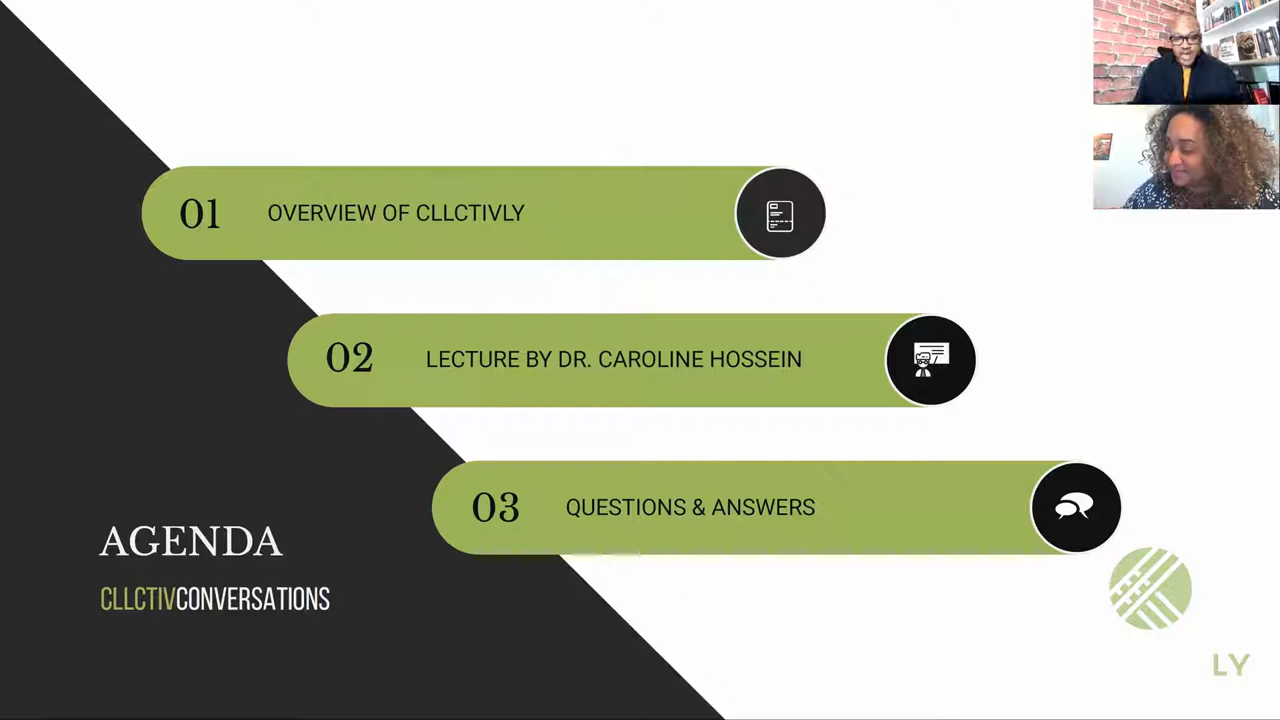 01 OVERVIEW OF CLLCTIVLY
02 LECTURE BY DR. CAROLINE HOSSEIN
03 QUESTIONS & ANSWERS
AGENDA
CLLCTIVCONVERSATIONS
LY